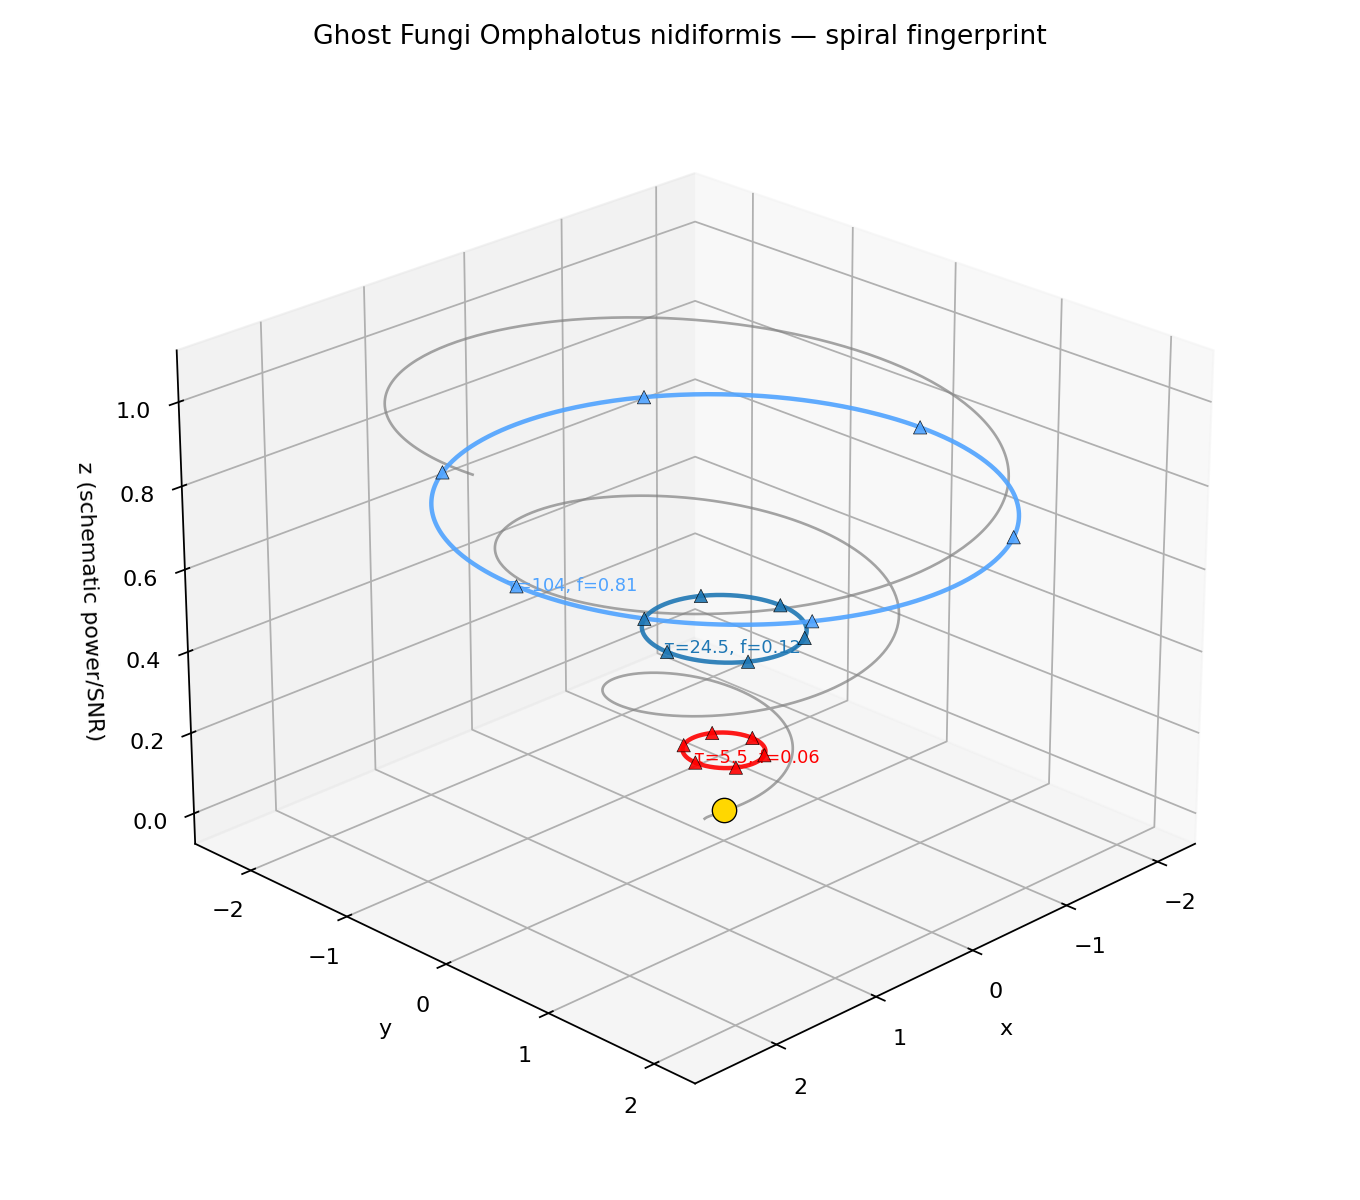 Ghost Fungi Omphalotus nidiformis — spiral fingerprint
1.0
0.8
0.6
0.4
0.2
0.0
z (schematic power/SNR)
τ=104, f=0.81
τ=24.5, f=0.12
τ=5.5, f=0.06
−2
−1
0
1
2
y
−2
−1
0
1
2
x